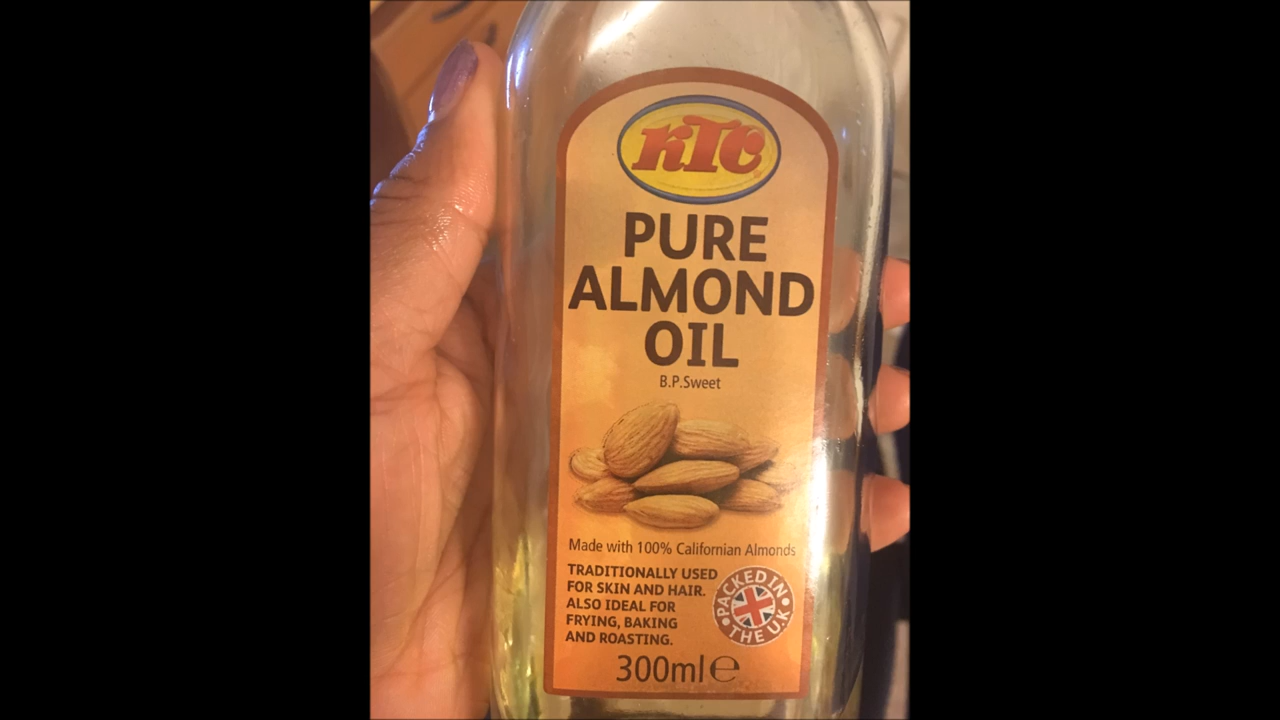 KTC
PURE
ALMOND
OIL
B.P.Sweet
Made with 100% Californian Almonds
TRADITIONALLY USED
FOR SKIN AND HAIR.
ALSO IDEAL FOR
FRYING, BAKING
AND ROASTING.
PACKED IN
THE U.K
300ml℮